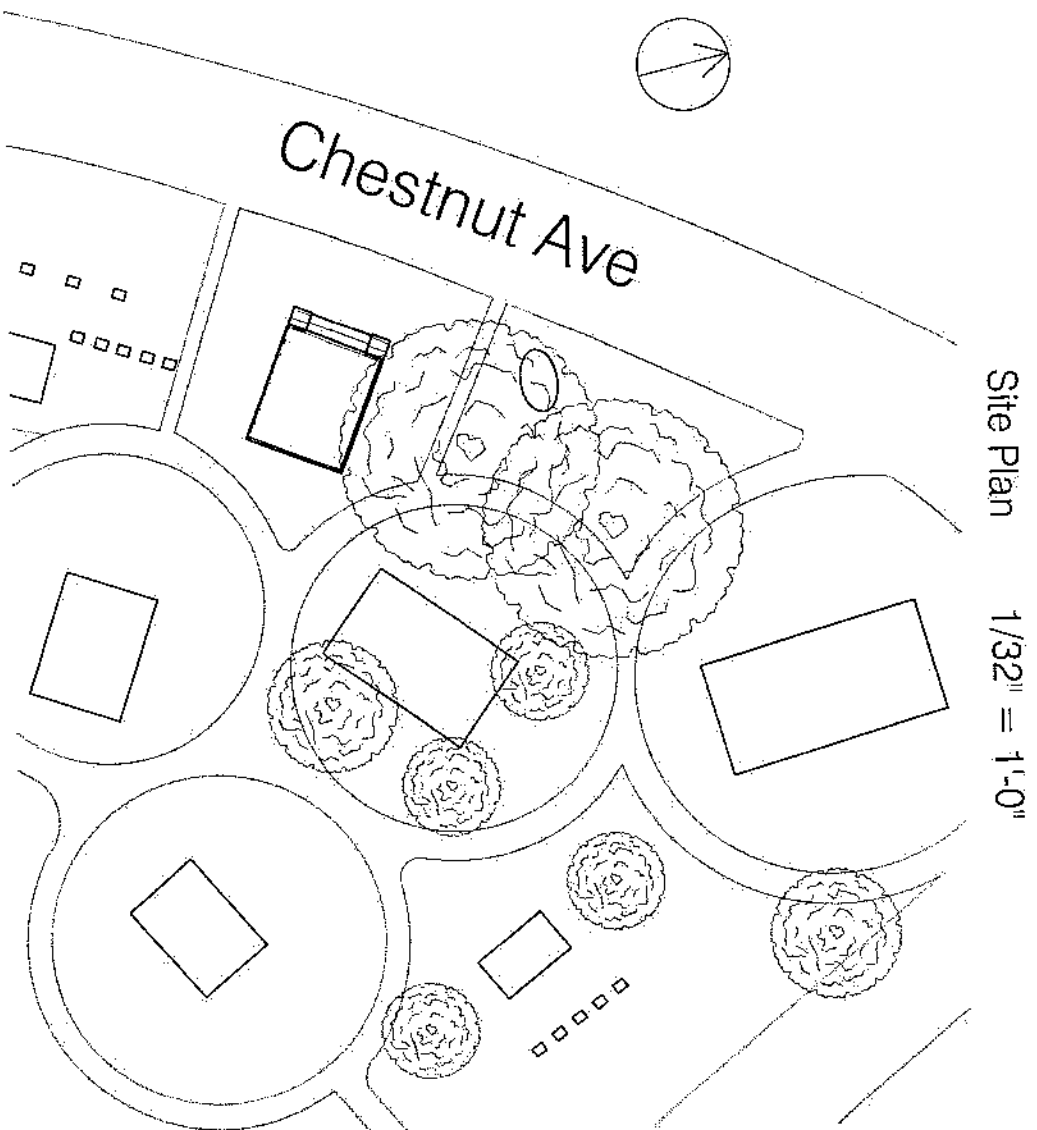 Chestnut Ave
Site Plan 1/32" = 1'-0"